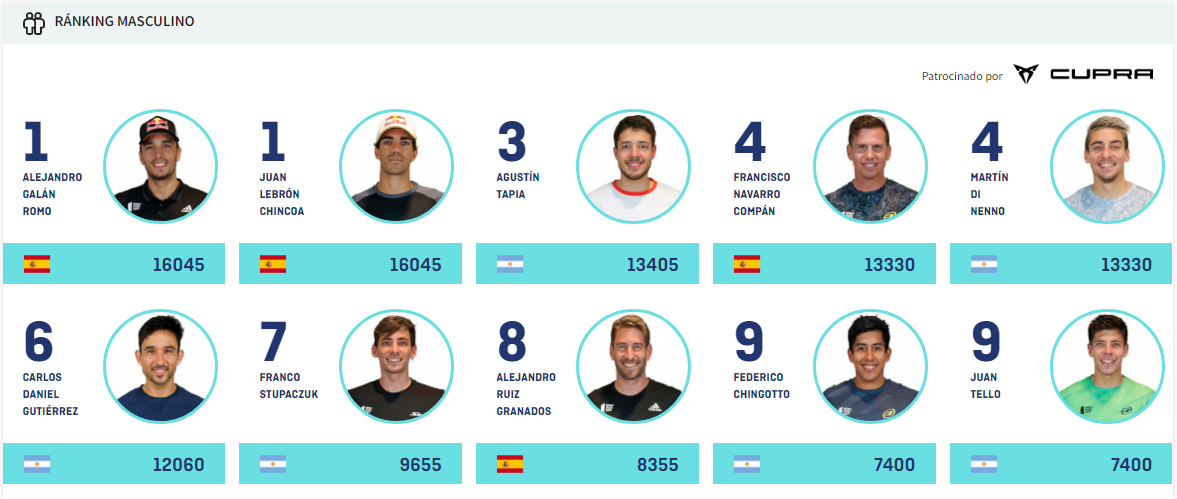 RÁNKING MASCULINO
Patrocinado por CUPRA
1
ALEJANDRO
GALÁN
ROMO
16045
1
JUAN
LEBRÓN
CHINCOA
16045
3
AGUSTÍN
TAPIA
13405
4
FRANCISCO
NAVARRO
COMPÁN
13330
4
MARTÍN
DI
NENNO
13330
6
CARLOS
DANIEL
GUTIÉRREZ
12060
7
FRANCO
STUPACZUK
9655
8
ALEJANDRO
RUIZ
GRANADOS
8355
9
FEDERICO
CHINGOTTO
7400
9
JUAN
TELLO
7400